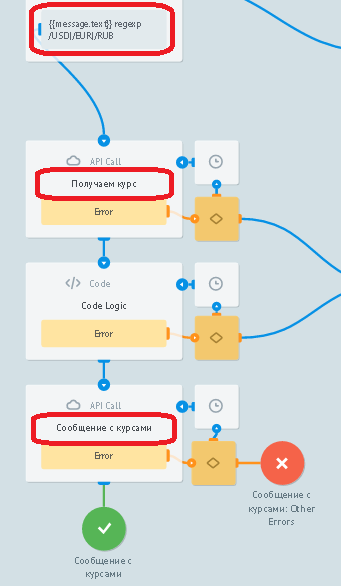 {{message.text}} regexp
/USD|/EUR|/RUB
API Call
Получаем курс
Error
Code
Code Logic
Error
API Call
Сообщение с курсами
Error
Сообщение с
курсами: Other
Errors
Сообщение с
курсами